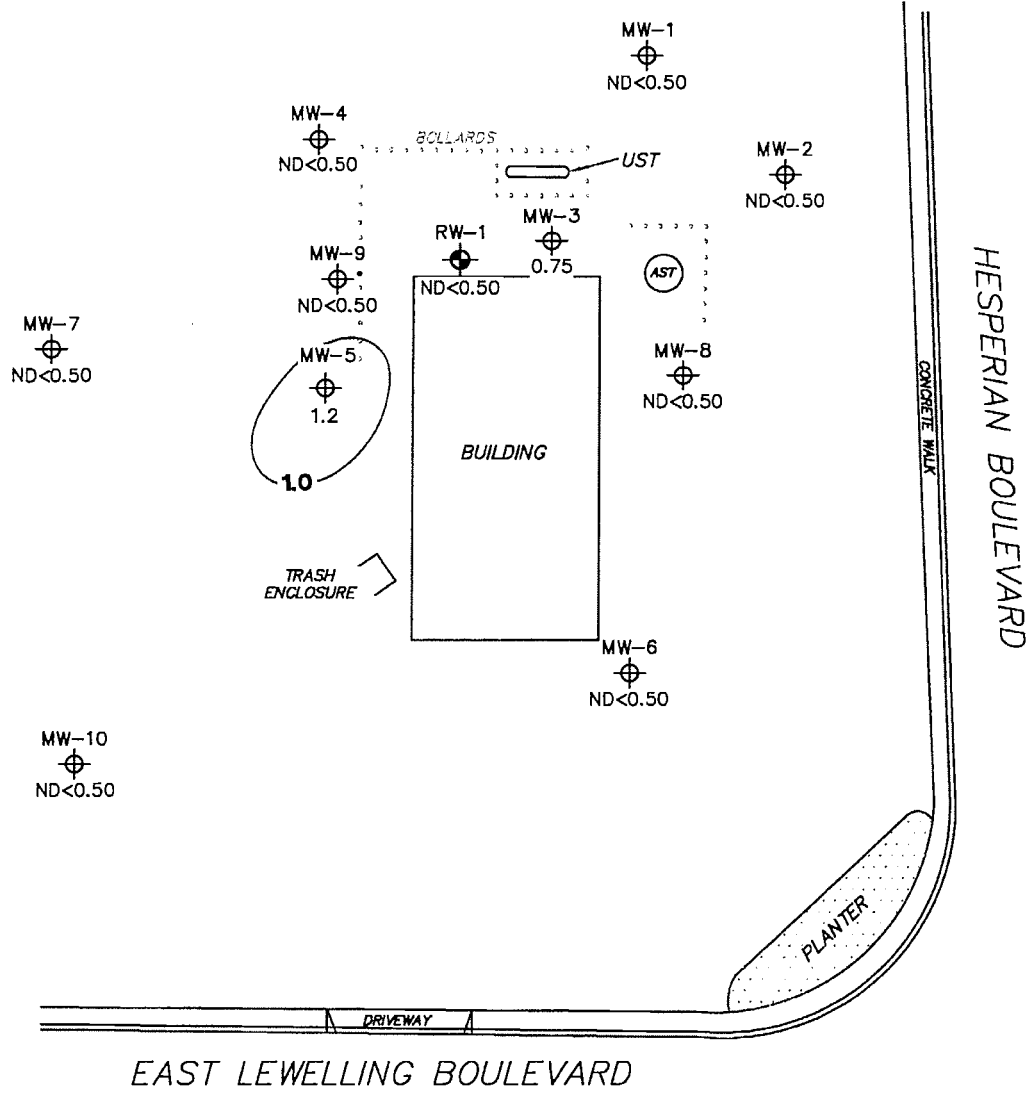 MW-1
ND<0.50
MW-4
ND<0.50
BOLLARDS
UST
MW-2
ND<0.50
MW-3
0.75
RW-1
ND<0.50
AST
MW-9
ND<0.50
MW-7
ND<0.50
MW-5
1.2
1.0
MW-8
ND<0.50
BUILDING
CONCRETE WALK
HESPERIAN BOULEVARD
TRASH
ENCLOSURE
MW-6
ND<0.50
MW-10
ND<0.50
PLANTER
DRIVEWAY
EAST LEWELLING BOULEVARD